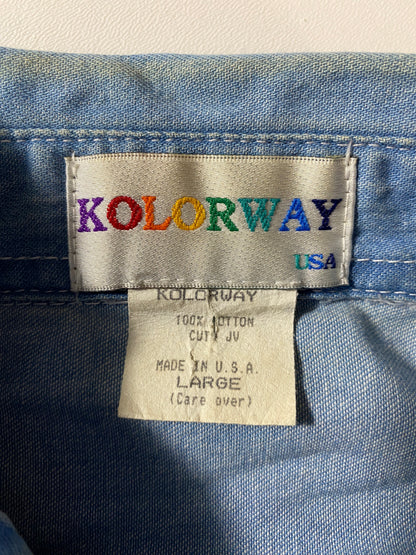 KOLORWAY
USA
KOLORWAY
100% COTTON
CUT# JV
MADE IN U.S.A.
LARGE
(Care over)